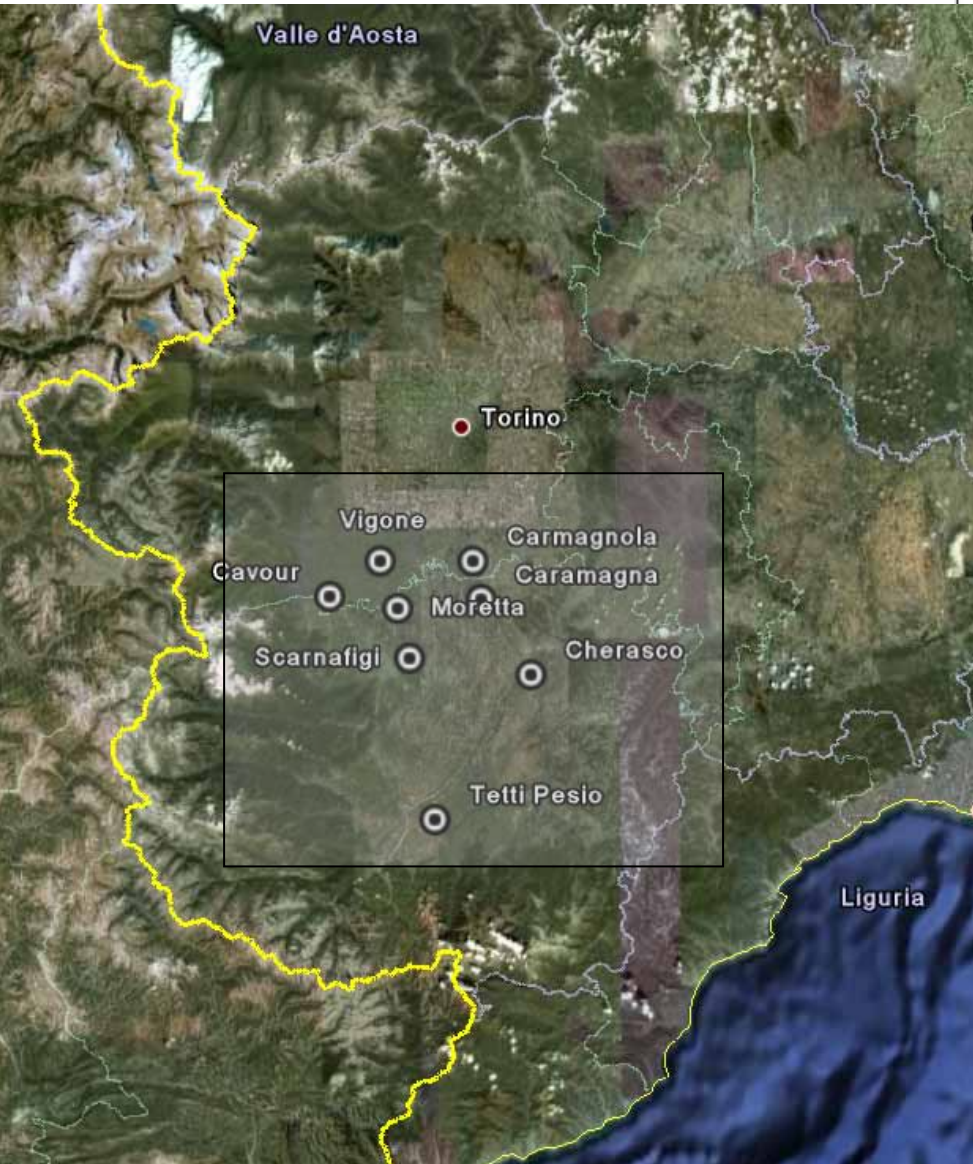 Valle d'Aosta
Torino
Vigone
Carmagnola
Cavour
Caramagna
Moretta
Scarnafigi
Cherasco
Tetti Pesio
Liguria